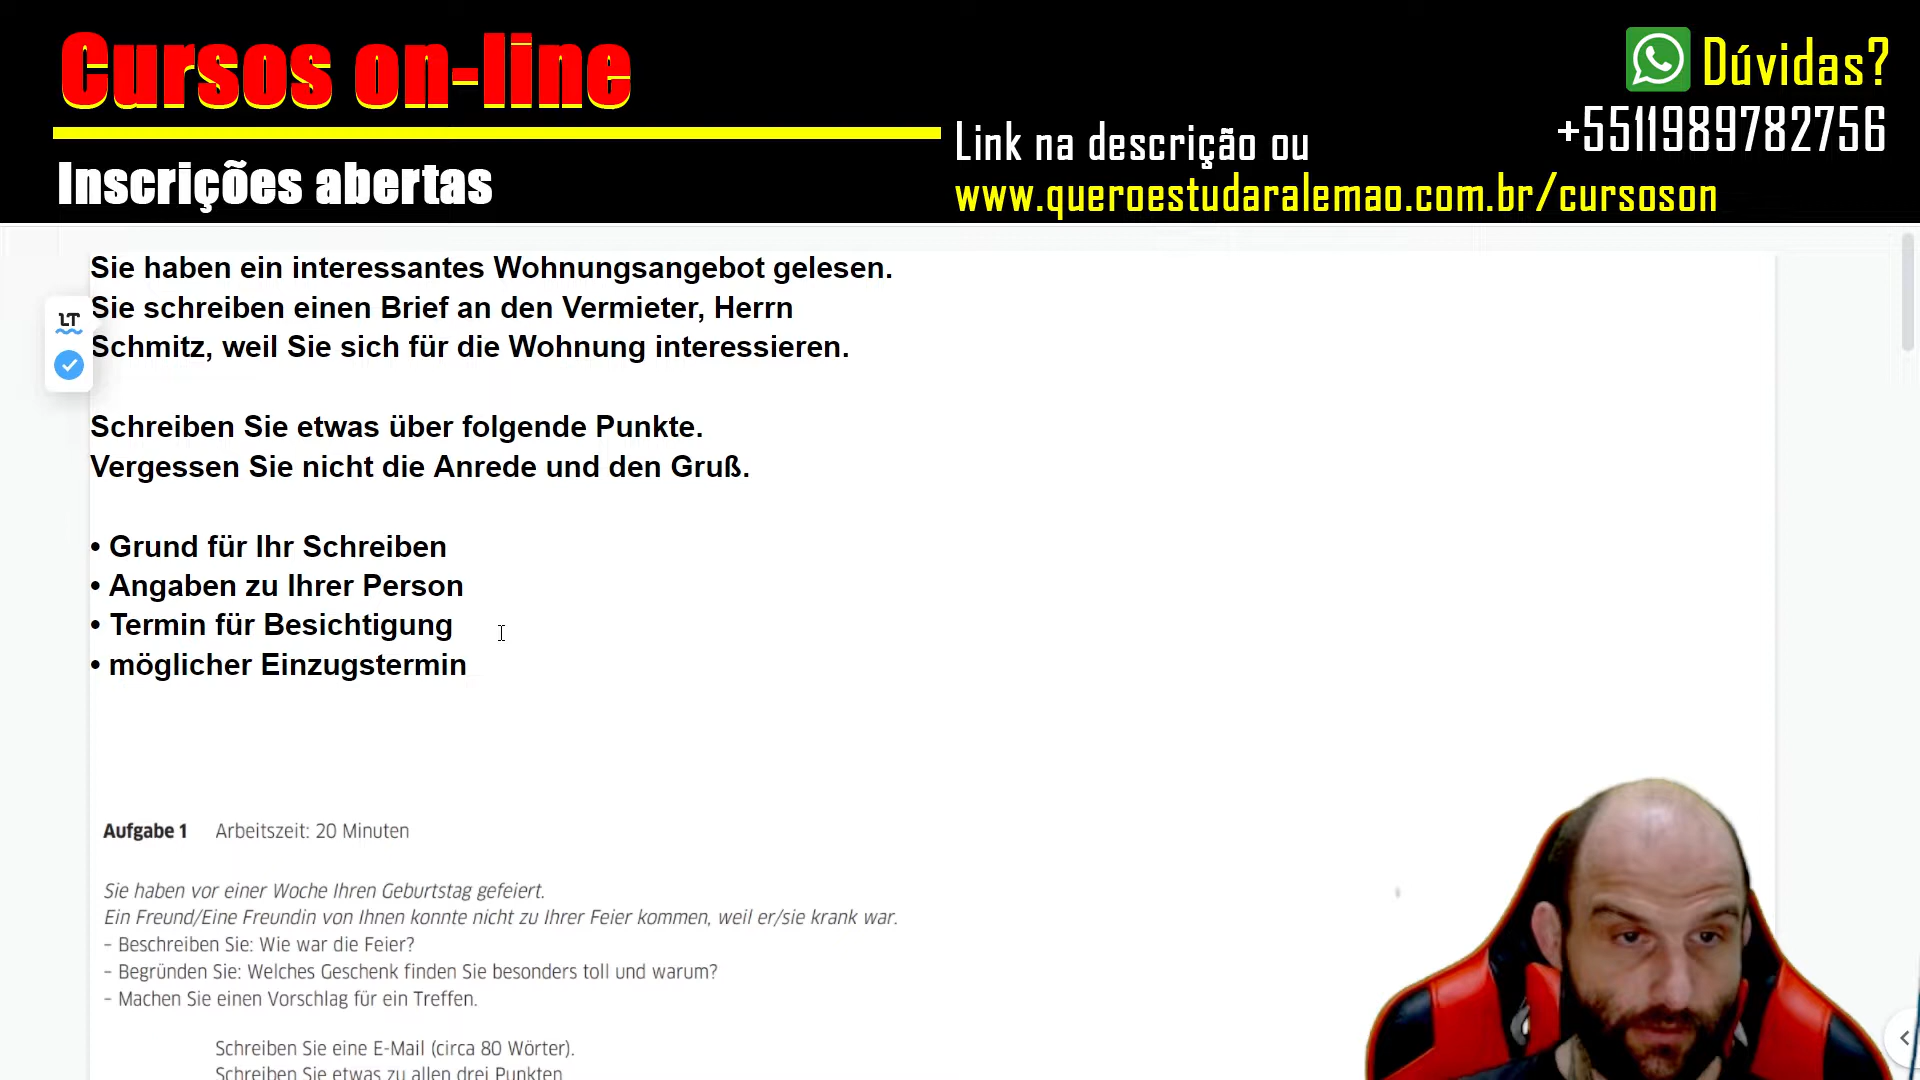 Cursos on-line
Inscrições abertas
Dúvidas?
+5511989782756
Link na descrição ou
www.queroestudaralemao.com.br/cursoson
Sie haben ein interessantes Wohnungsangebot gelesen.
Sie schreiben einen Brief an den Vermieter, Herrn
Schmitz, weil Sie sich für die Wohnung interessieren.
Schreiben Sie etwas über folgende Punkte.
Vergessen Sie nicht die Anrede und den Gruß.
• Grund für Ihr Schreiben
• Angaben zu Ihrer Person
• Termin für Besichtigung
• möglicher Einzugstermin
Aufgabe 1 Arbeitszeit: 20 Minuten
Sie haben vor einer Woche Ihren Geburtstag gefeiert.
Ein Freund/Eine Freundin von Ihnen konnte nicht zu Ihrer Feier kommen, weil er/sie krank war.
– Beschreiben Sie: Wie war die Feier?
– Begründen Sie: Welches Geschenk finden Sie besonders toll und warum?
– Machen Sie einen Vorschlag für ein Treffen.
Schreiben Sie eine E-Mail (circa 80 Wörter).
Schreiben Sie etwas zu allen drei Punkten